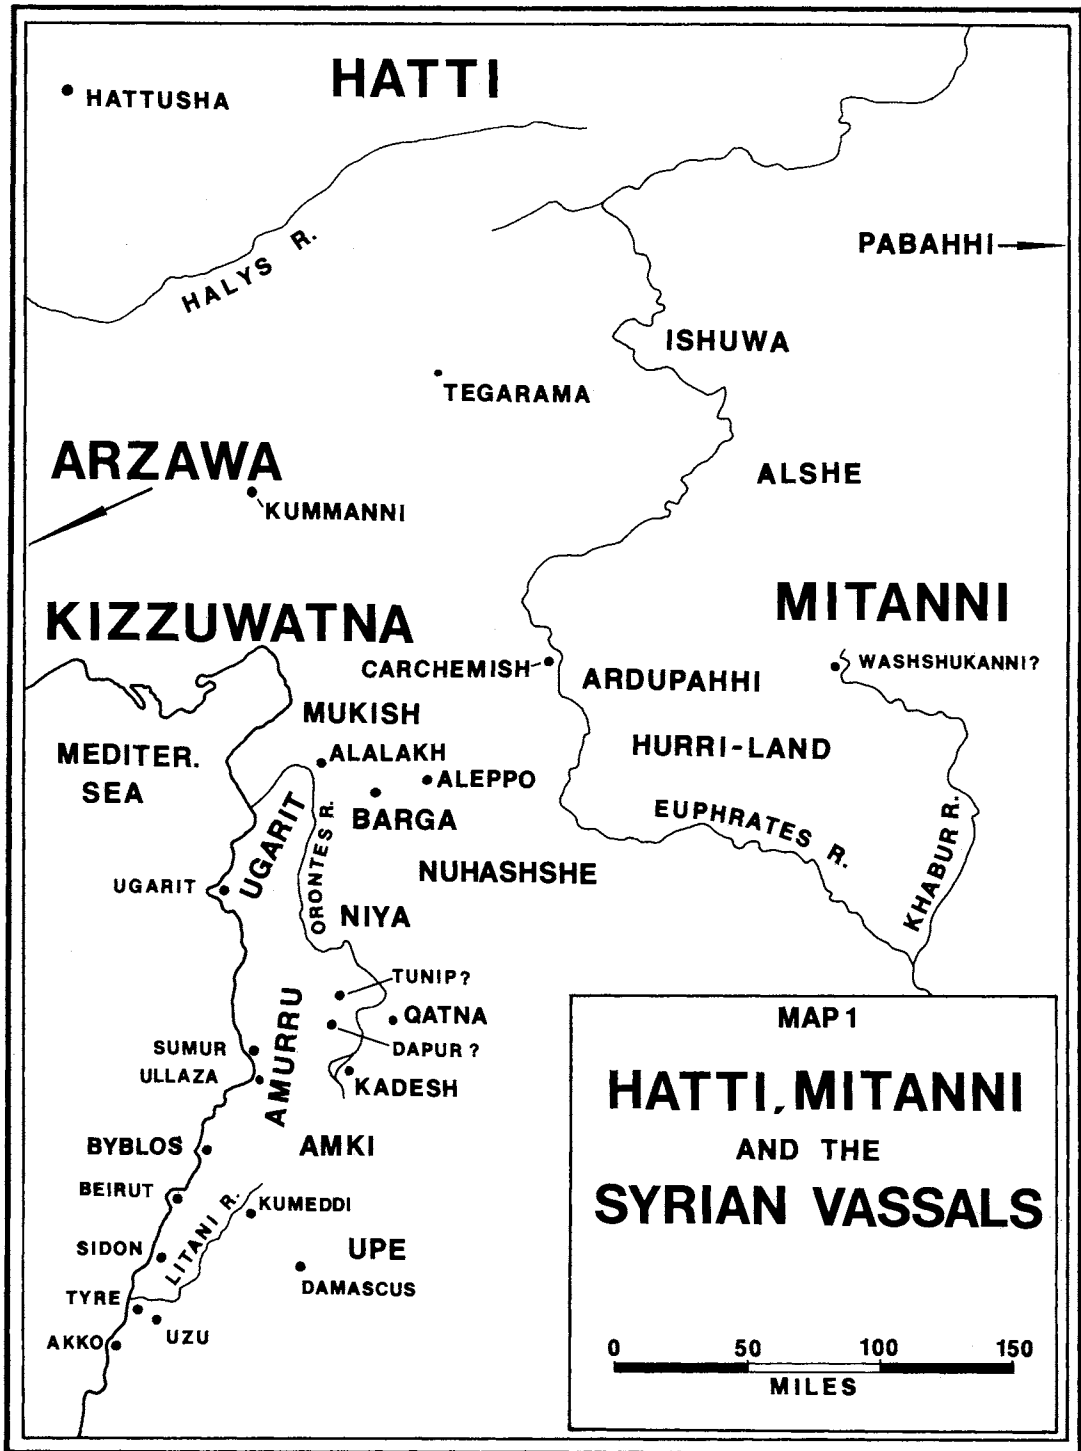 HATTI
HATTUSHA
HALYS R.
PABAHHI
ISHUWA
TEGARAMA
ARZAWA
ALSHE
KUMMANNI
MITANNI
KIZZUWATNA
CARCHEMISH
WASHSHUKANNI?
ARDUPAHHI
MUKISH
HURRI-LAND
MEDITER.
SEA
ALALAKH
ALEPPO
BARGA
UGARIT
ORONTES R.
EUPHRATES R.
KHABUR R.
NUHASHSHE
UGARIT
NIYA
TUNIP?
AMURRU
QATNA
SUMUR
DAPUR ?
ULLAZA
KADESH
BYBLOS
AMKI
BEIRUT
LITANI R.
KUMEDDI
SIDON
UPE
DAMASCUS
TYRE
UZU
AKKO
MAP 1
HATTI, MITANNI
AND THE
SYRIAN VASSALS
0 50 100 150
MILES